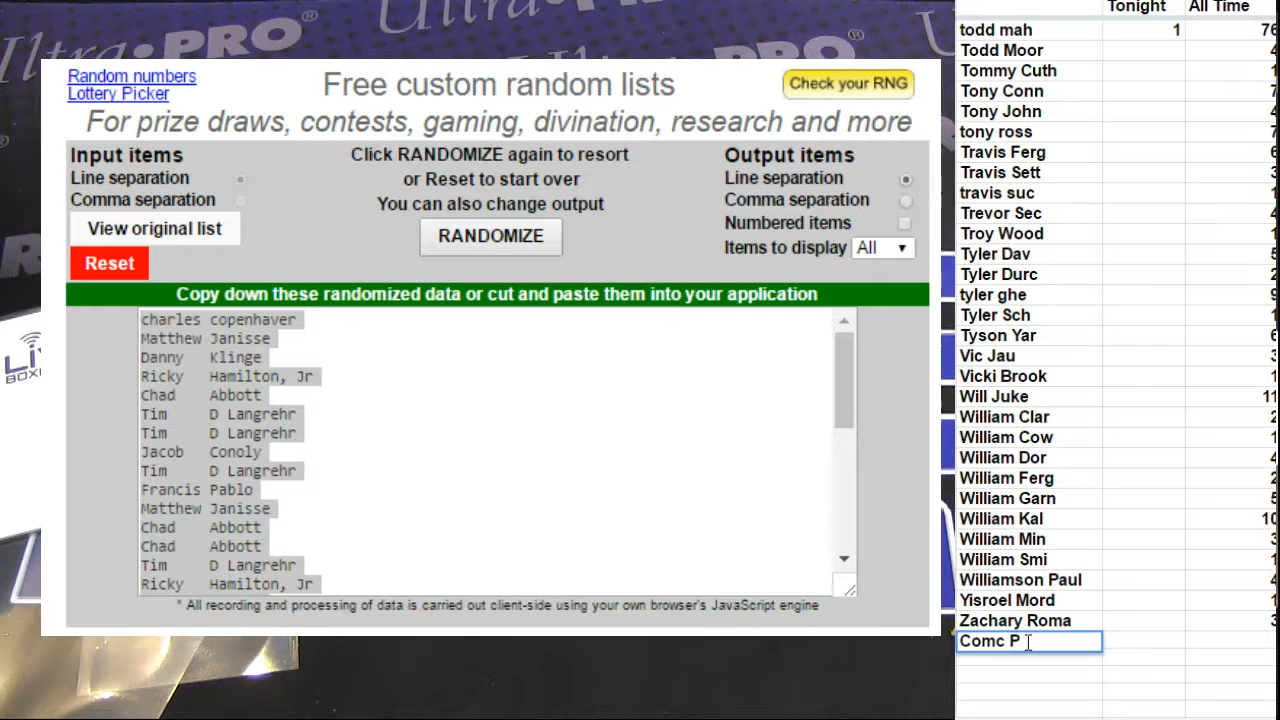 Ultra•PRO
PRO
Random numbers
Lottery Picker
Free custom random lists
Check your RNG
For prize draws, contests, gaming, divination, research and more
Input items
Line separation
Comma separation
View original list
Reset
Click RANDOMIZE again to resort
or Reset to start over
You can also change output
RANDOMIZE
Output items
Line separation
Comma separation
Numbered items
Items to display All
Copy down these randomized data or cut and paste them into your application
charles copenhaver
Matthew Janisse
Danny Klinge
Ricky Hamilton, Jr
Chad Abbott
Tim D Langrehr
Tim D Langrehr
Jacob Conoly
Tim D Langrehr
Francis Pablo
Matthew Janisse
Chad Abbott
Chad Abbott
Tim D Langrehr
Ricky Hamilton, Jr
* All recording and processing of data is carried out client-side using your own browser's JavaScript engine
Tonight All Time
todd mah 1 76
Todd Moor
Tommy Cuth
Tony Conn
Tony John
tony ross
Travis Ferg
Travis Sett
travis suc
Trevor Sec
Troy Wood
Tyler Dav
Tyler Durc
tyler ghe
Tyler Sch
Tyson Yar
Vic Jau
Vicki Brook
Will Juke 11
William Clar
William Cow
William Dor
William Ferg
William Garn
William Kal 10
William Min
William Smi
Williamson Paul
Yisroel Mord
Zachary Roma
Comc P